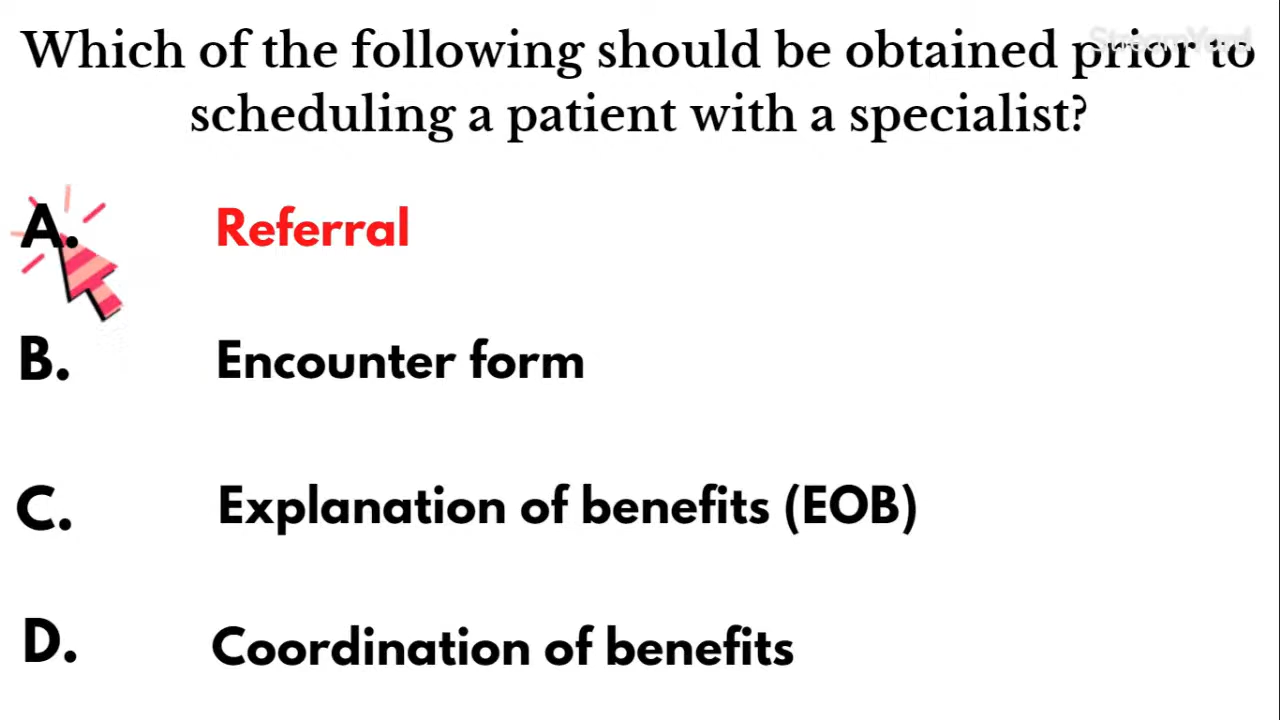 Which of the following should be obtained prior to
scheduling a patient with a specialist?
StreamYard
A. Referral
B. Encounter form
C. Explanation of benefits (EOB)
D. Coordination of benefits